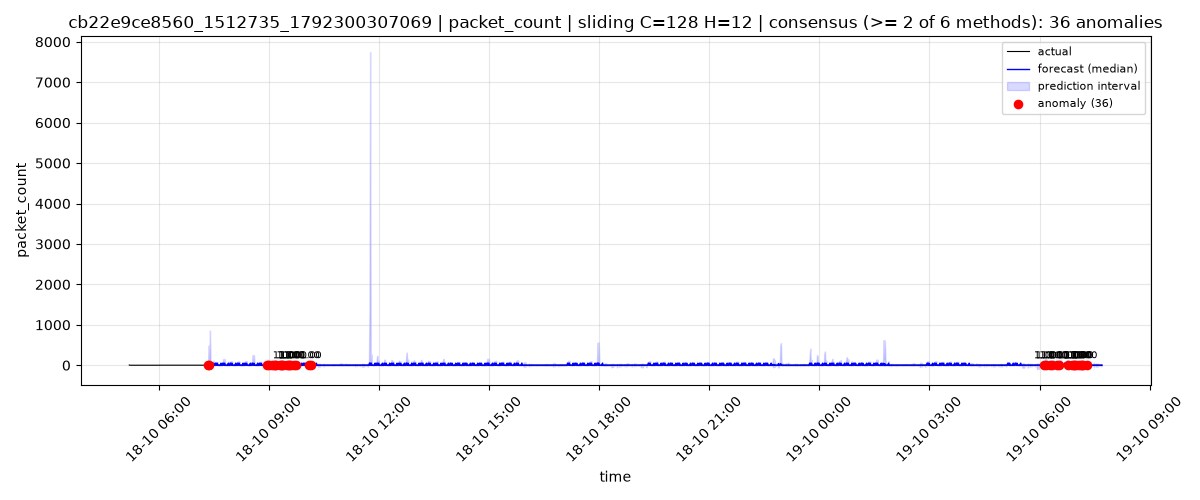 cb22e9ce8560_1512735_1792300307069 | packet_count | sliding C=128 H=12 | consensus (>= 2 of 6 methods): 36 anomalies
8000
7000
6000
5000
4000
3000
2000
1000
0
packet_count
actual
forecast (median)
prediction interval
anomaly (36)
18-10 06:00
18-10 09:00
18-10 12:00
18-10 15:00
18-10 18:00
18-10 21:00
19-10 00:00
19-10 03:00
19-10 06:00
19-10 09:00
time